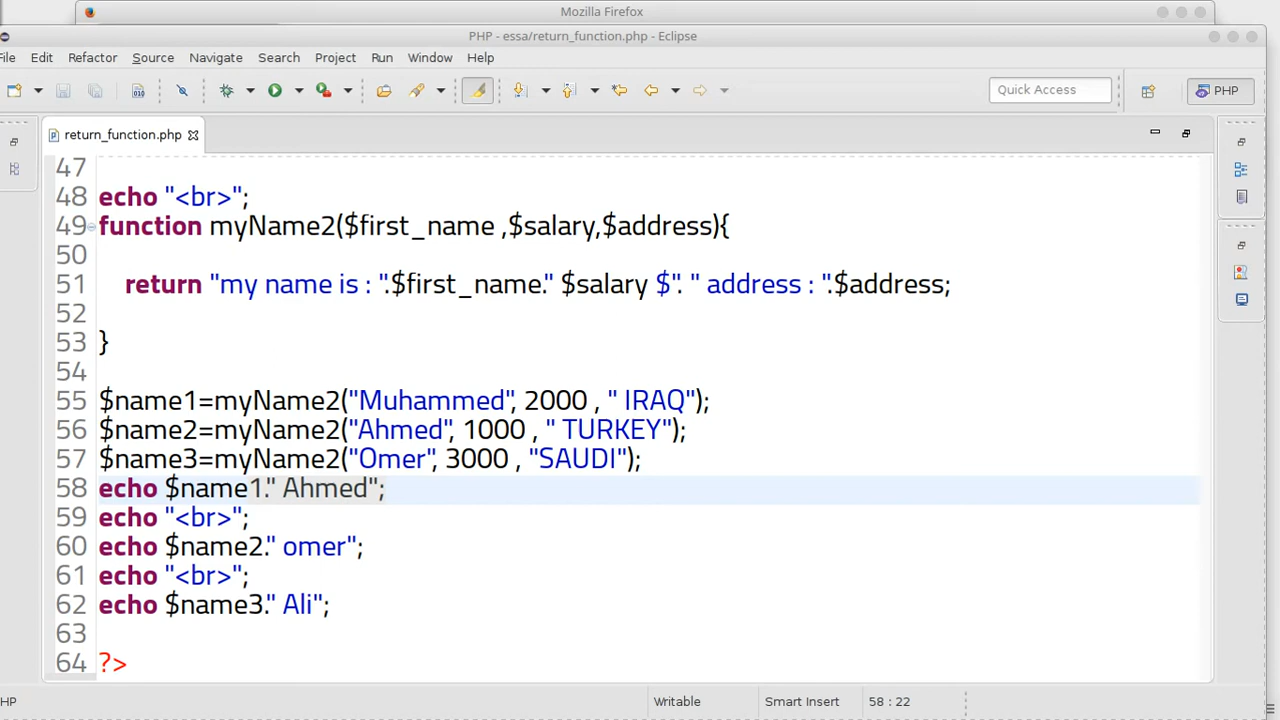 Mozilla Firefox
PHP - essa/return_function.php - Eclipse
File Edit Refactor Source Navigate Search Project Run Window Help
Quick Access
PHP
return_function.php
47
48 echo "<br>";
49 function myName2($first_name ,$salary,$address){
50
51 return "my name is : ".$first_name." $salary $". " address : ".$address;
52
53 }
54
55 $name1=myName2("Muhammed", 2000 , " IRAQ");
56 $name2=myName2("Ahmed", 1000 , " TURKEY");
57 $name3=myName2("Omer", 3000 , "SAUDI");
58 echo $name1." Ahmed";
59 echo "<br>";
60 echo $name2." omer";
61 echo "<br>";
62 echo $name3." Ali";
63
64 ?>
HP Writable Smart Insert 58 : 22